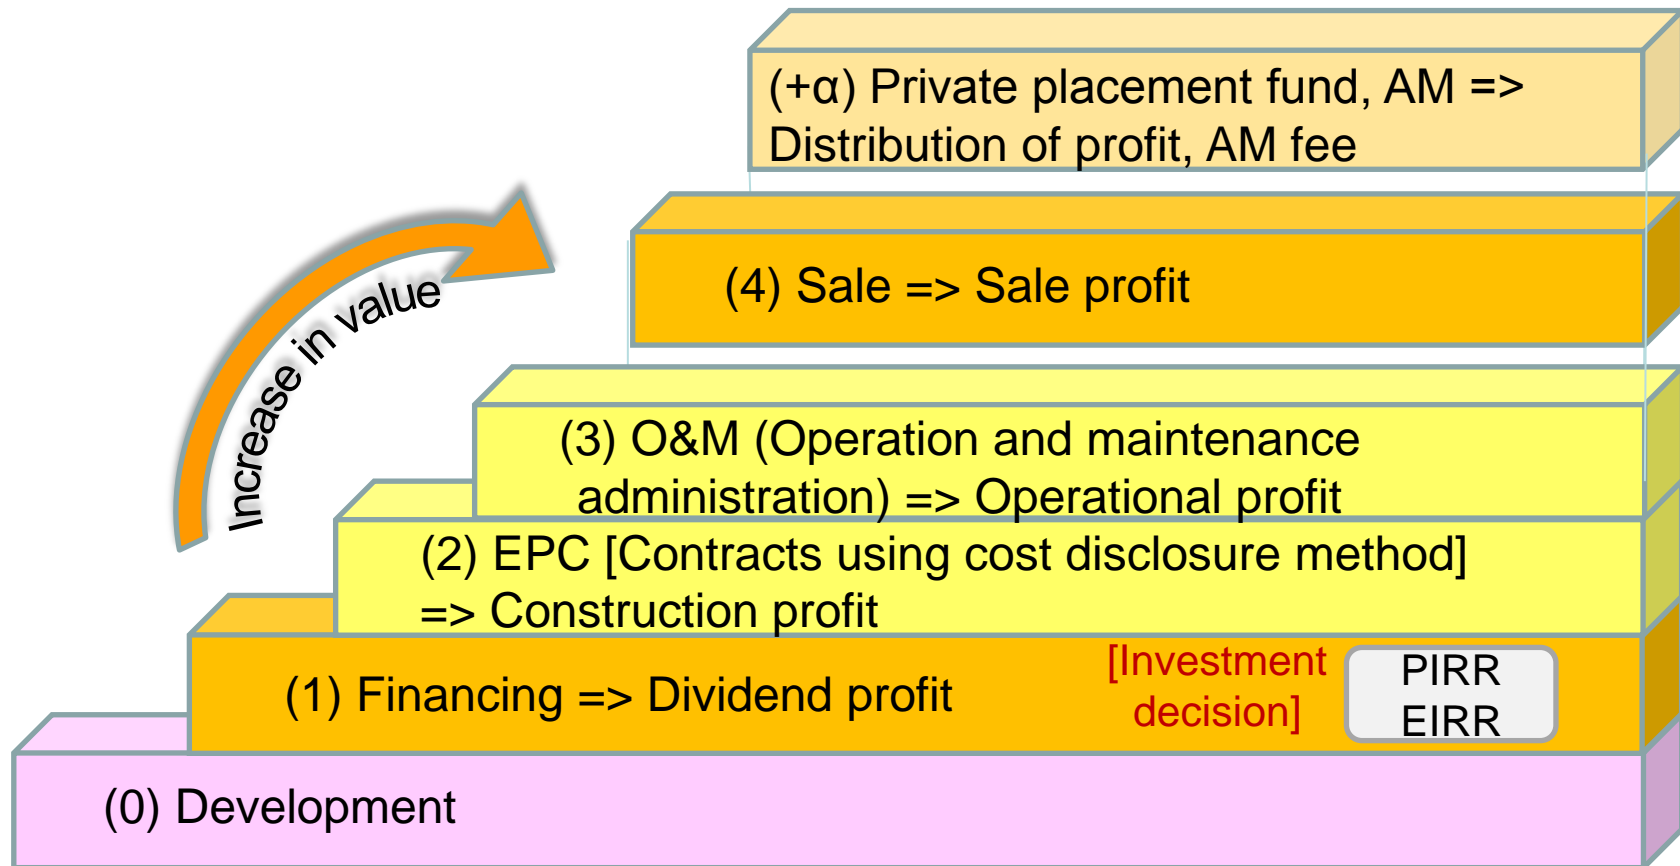 (+α) Private placement fund, AM =>
Distribution of profit, AM fee
(4) Sale => Sale profit
Increase in value
(3) O&M (Operation and maintenance
administration) => Operational profit
(2) EPC [Contracts using cost disclosure method]
=> Construction profit
(1) Financing => Dividend profit
[Investment
decision]
PIRR
EIRR
(0) Development